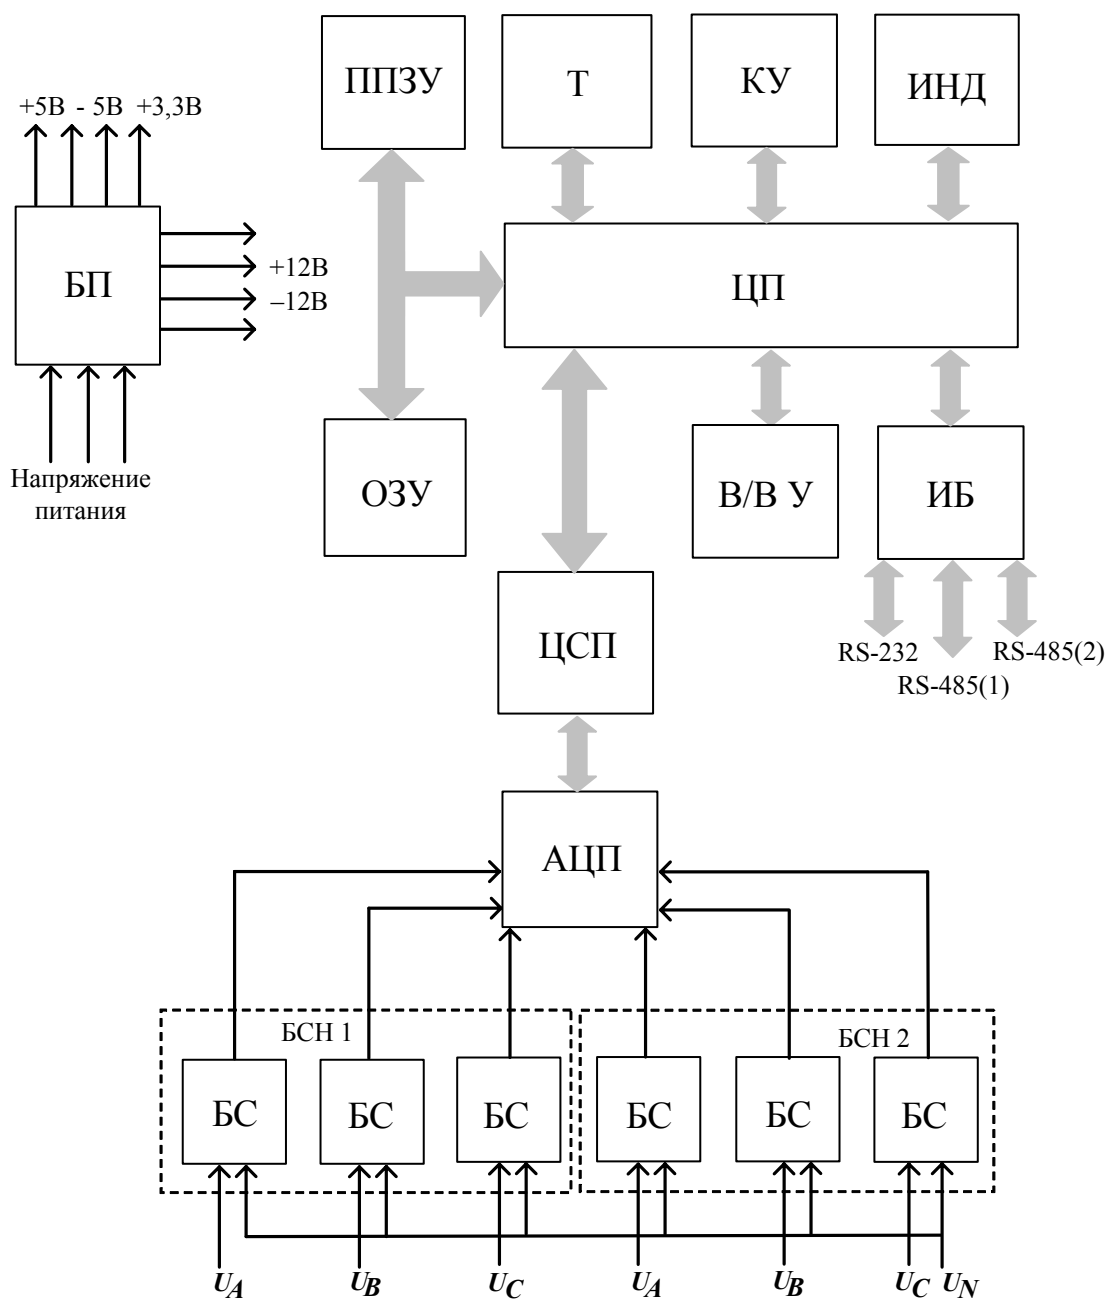 ППЗУ
Т
КУ
ИНД
+5В - 5В +3,3В
БП
+12В
–12В
ЦП
Напряжение
питания
ОЗУ
В/В У
ИБ
ЦСП
RS-232
RS-485(2)
RS-485(1)
АЦП
БСН 1
БСН 2
БС
БС
БС
БС
БС
БС
UA
UB
UC
UA
UB
UC
UN